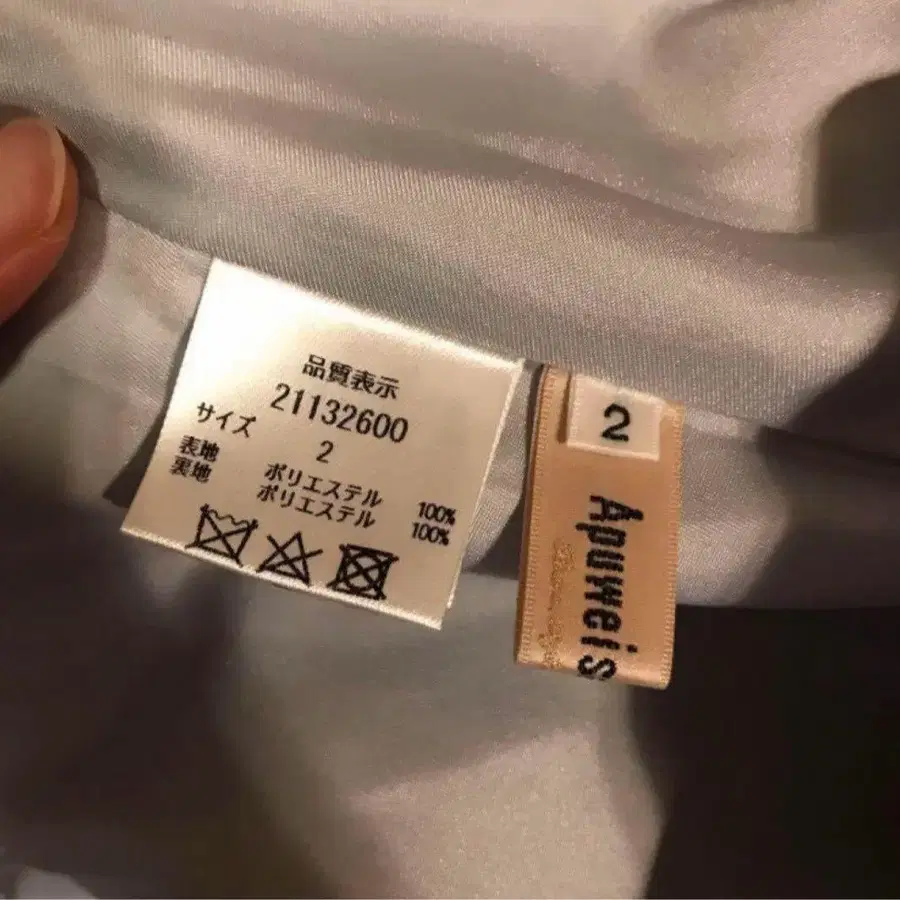 品質表示
21132600
サイズ 2
表地 ポリエステル 100%
裏地 ポリエステル 100%
2
Apuweis